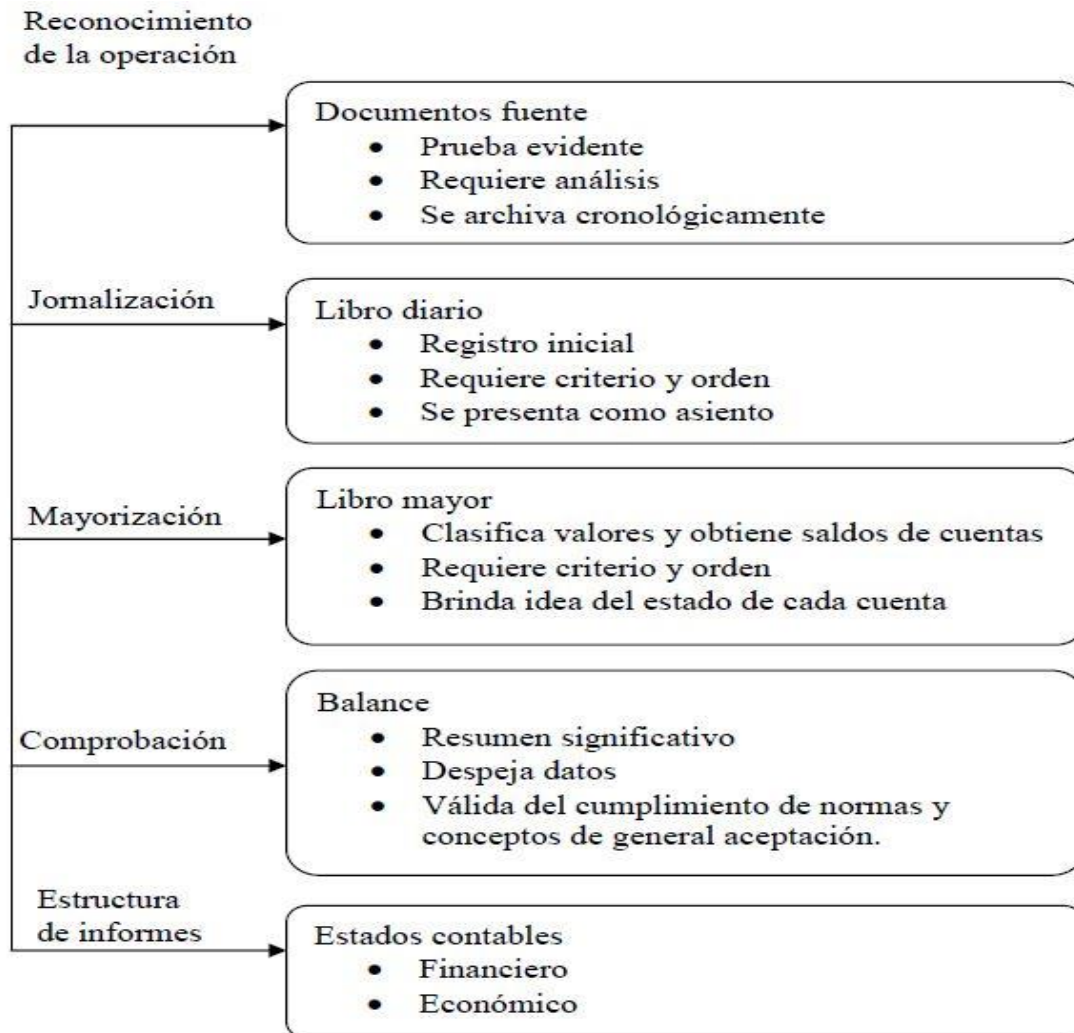 Reconocimiento
de la operación
Documentos fuente
• Prueba evidente
• Requiere análisis
• Se archiva cronológicamente
Jornalización
Libro diario
• Registro inicial
• Requiere criterio y orden
• Se presenta como asiento
Mayorización
Libro mayor
• Clasifica valores y obtiene saldos de cuentas
• Requiere criterio y orden
• Brinda idea del estado de cada cuenta
Comprobación
Balance
• Resumen significativo
• Despeja datos
• Válida del cumplimiento de normas y
conceptos de general aceptación.
Estructura
de informes
Estados contables
• Financiero
• Económico